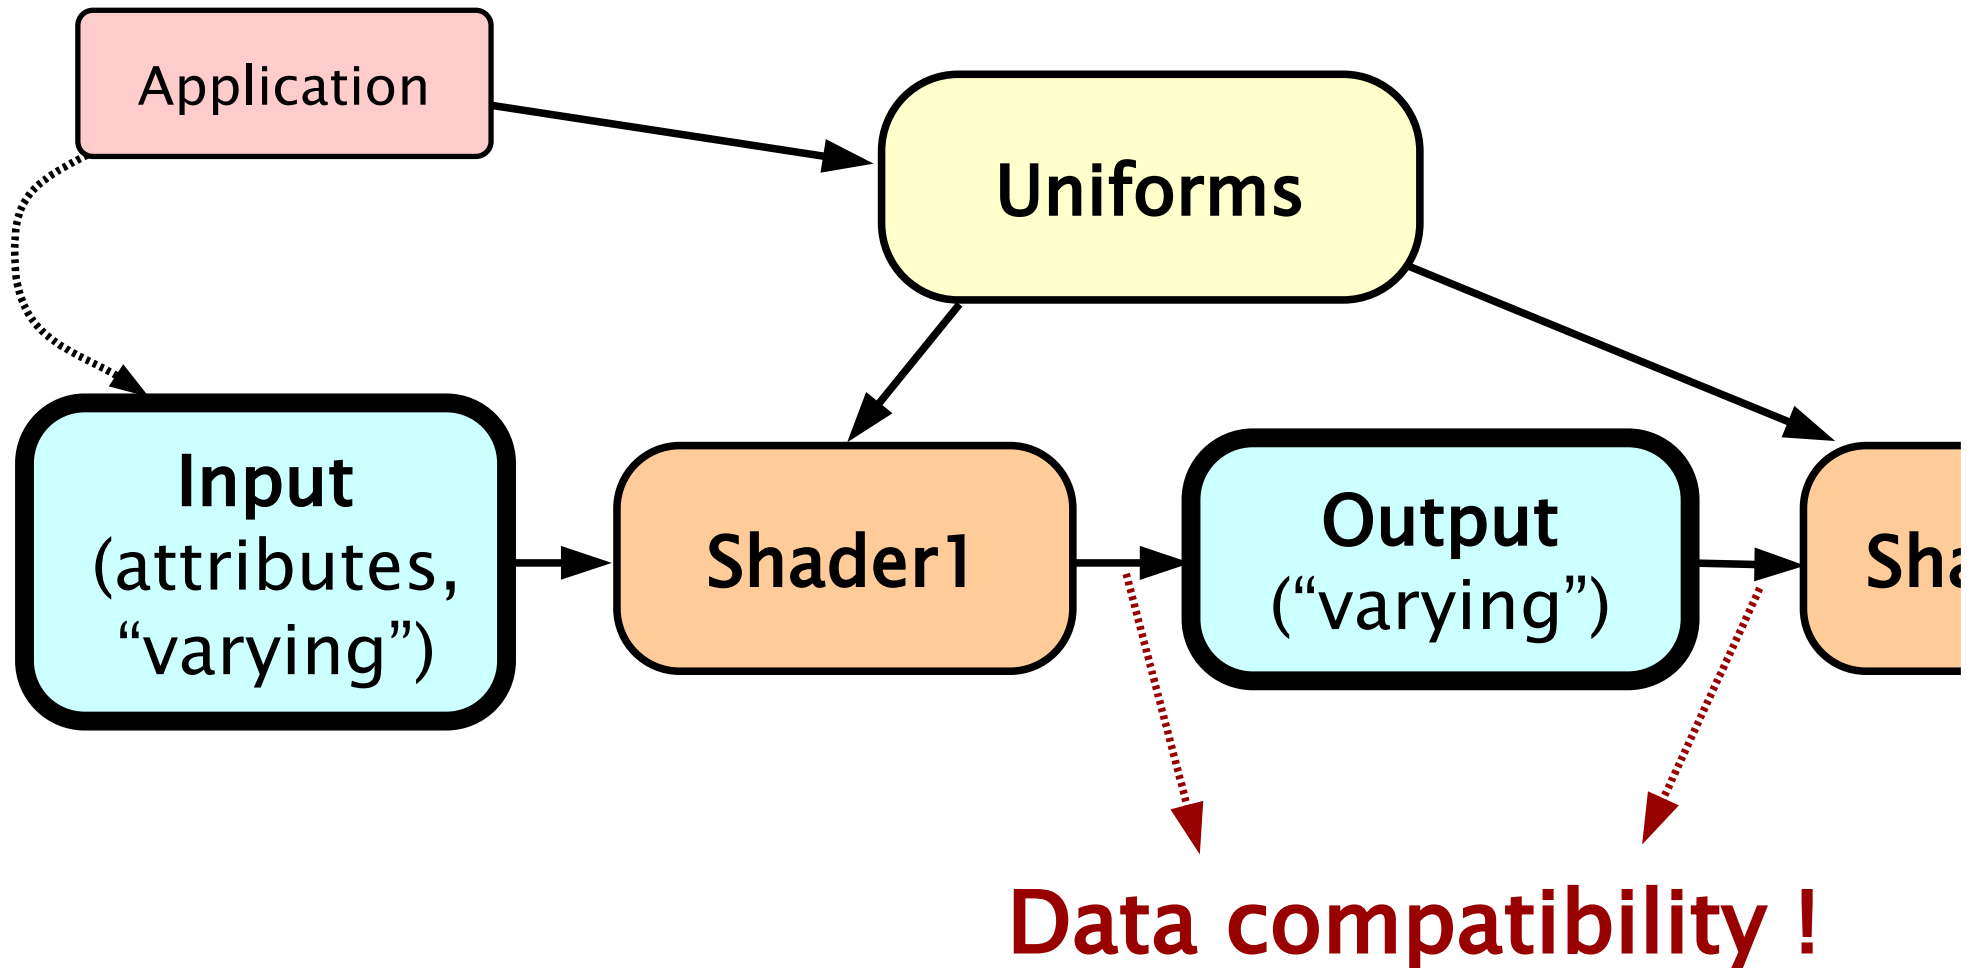 Application
Uniforms
Input
(attributes,
“varying”)
Shader1
Output
(“varying”)
Data compatibility !